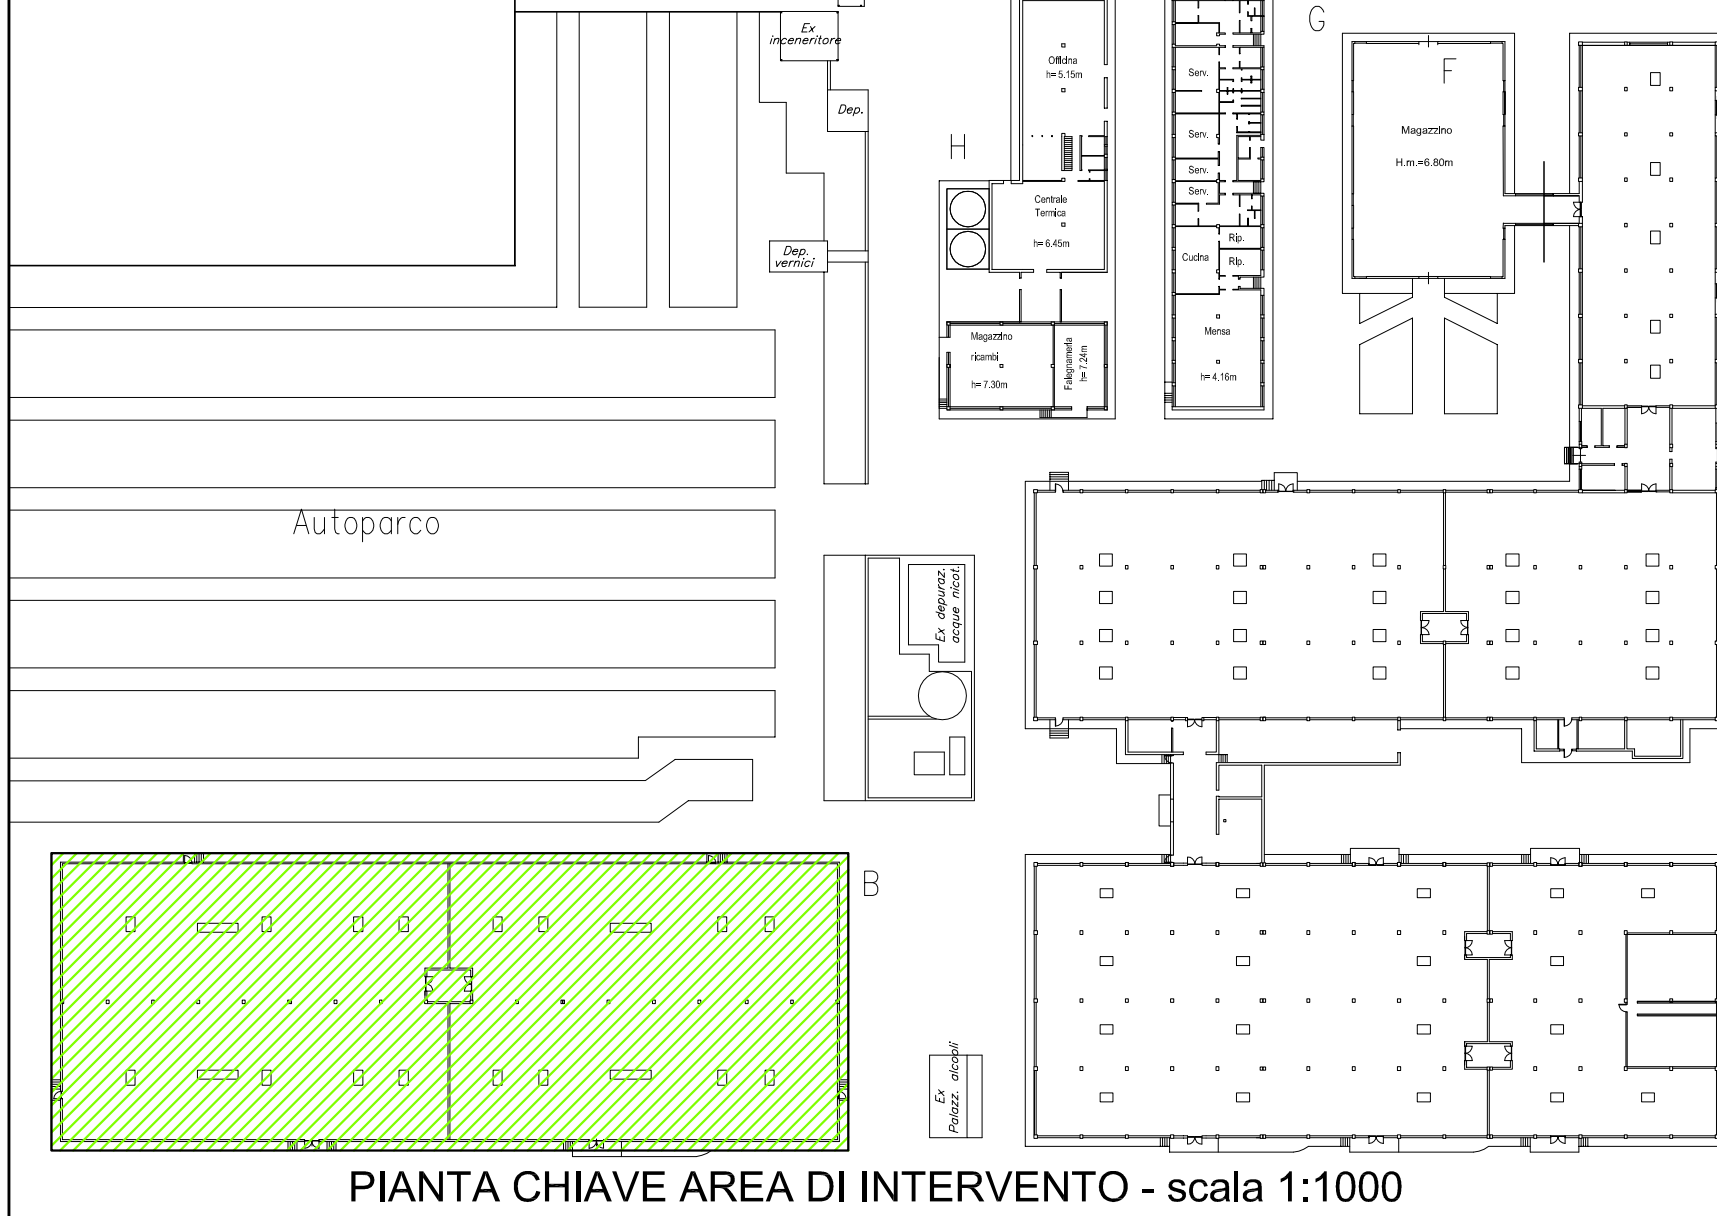 G
Ex
inceneritore
Officina
h= 5.15m
Serv.
F
Dep.
Magazzino
H.m.=6.80m
Serv.
H
Serv.
Serv.
Centrale
Termica
h= 6.45m
Rip.
Dep.
vernici
Cucina
Rip.
Magazzino
ricambi
h= 7.30m
Falegnameria
h= 7.24m
Mensa
h= 4.16m
Autoparco
Ex depuraz.
acque nicot.
B
Ex
Palazz. alcooli
PIANTA CHIAVE AREA DI INTERVENTO - scala 1:1000